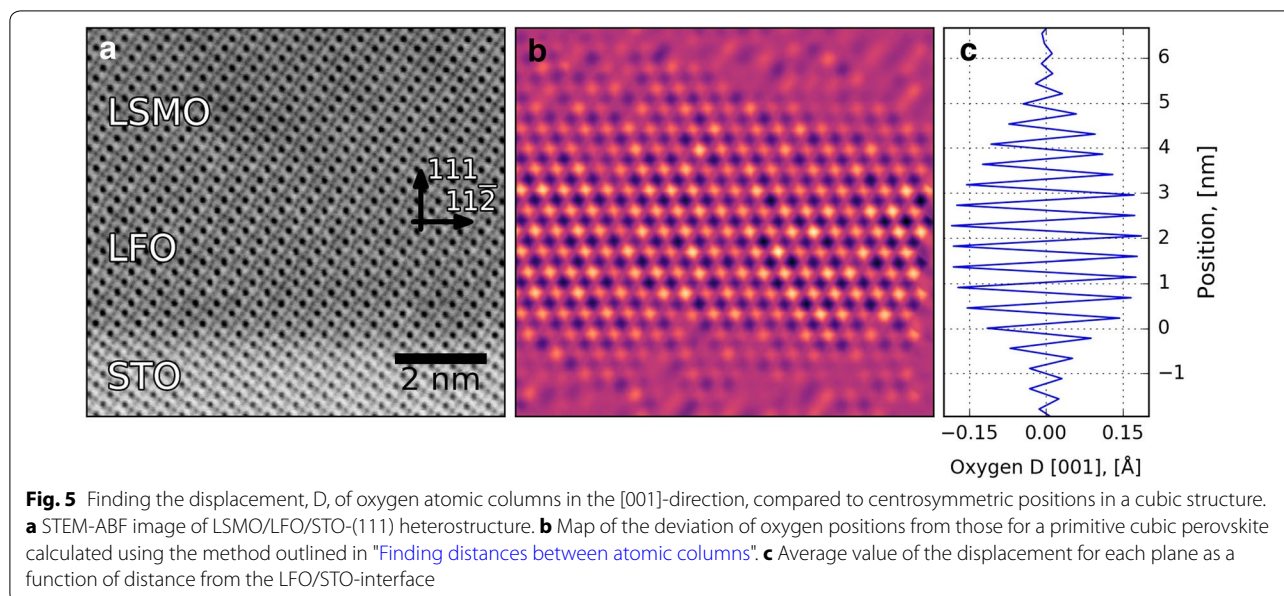 a
b
c
LSMO
LFO
STO
111
112̅
2 nm
6
5
4
3
2
1
0
−1
Position, [nm]
−0.15 0.00 0.15
Oxygen D [001], [Å]
Fig. 5 Finding the displacement, D, of oxygen atomic columns in the [001]-direction, compared to centrosymmetric positions in a cubic structure.
a STEM-ABF image of LSMO/LFO/STO-(111) heterostructure. b Map of the deviation of oxygen positions from those for a primitive cubic perovskite
calculated using the method outlined in "Finding distances between atomic columns". c Average value of the displacement for each plane as a
function of distance from the LFO/STO-interface